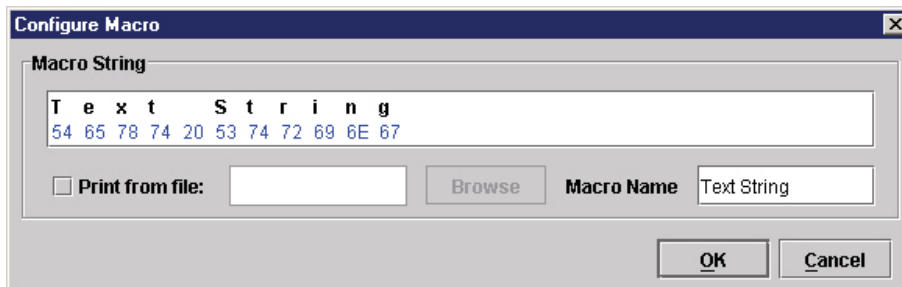 Configure Macro
Macro String
T e x t   S t r i n g
54 65 78 74 20 53 74 72 69 6E 67
Print from file: Browse Macro Name Text String
OK Cancel